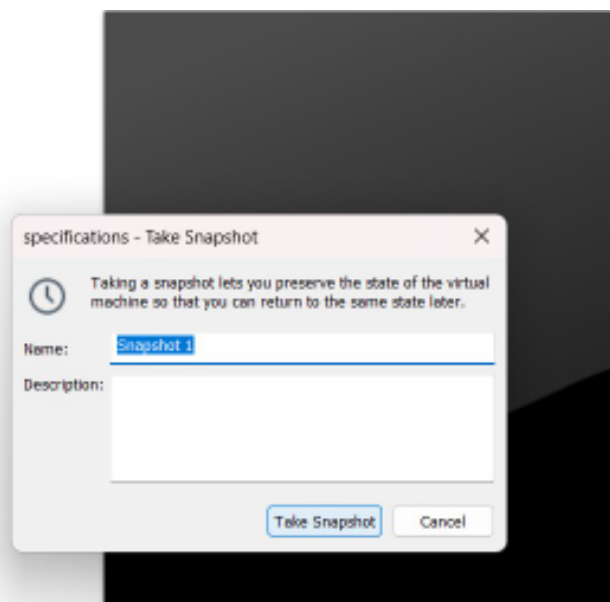 specifications - Take Snapshot
Taking a snapshot lets you preserve the state of the virtual
machine so that you can return to the same state later.
Name: Snapshot 1
Description:
Take Snapshot Cancel